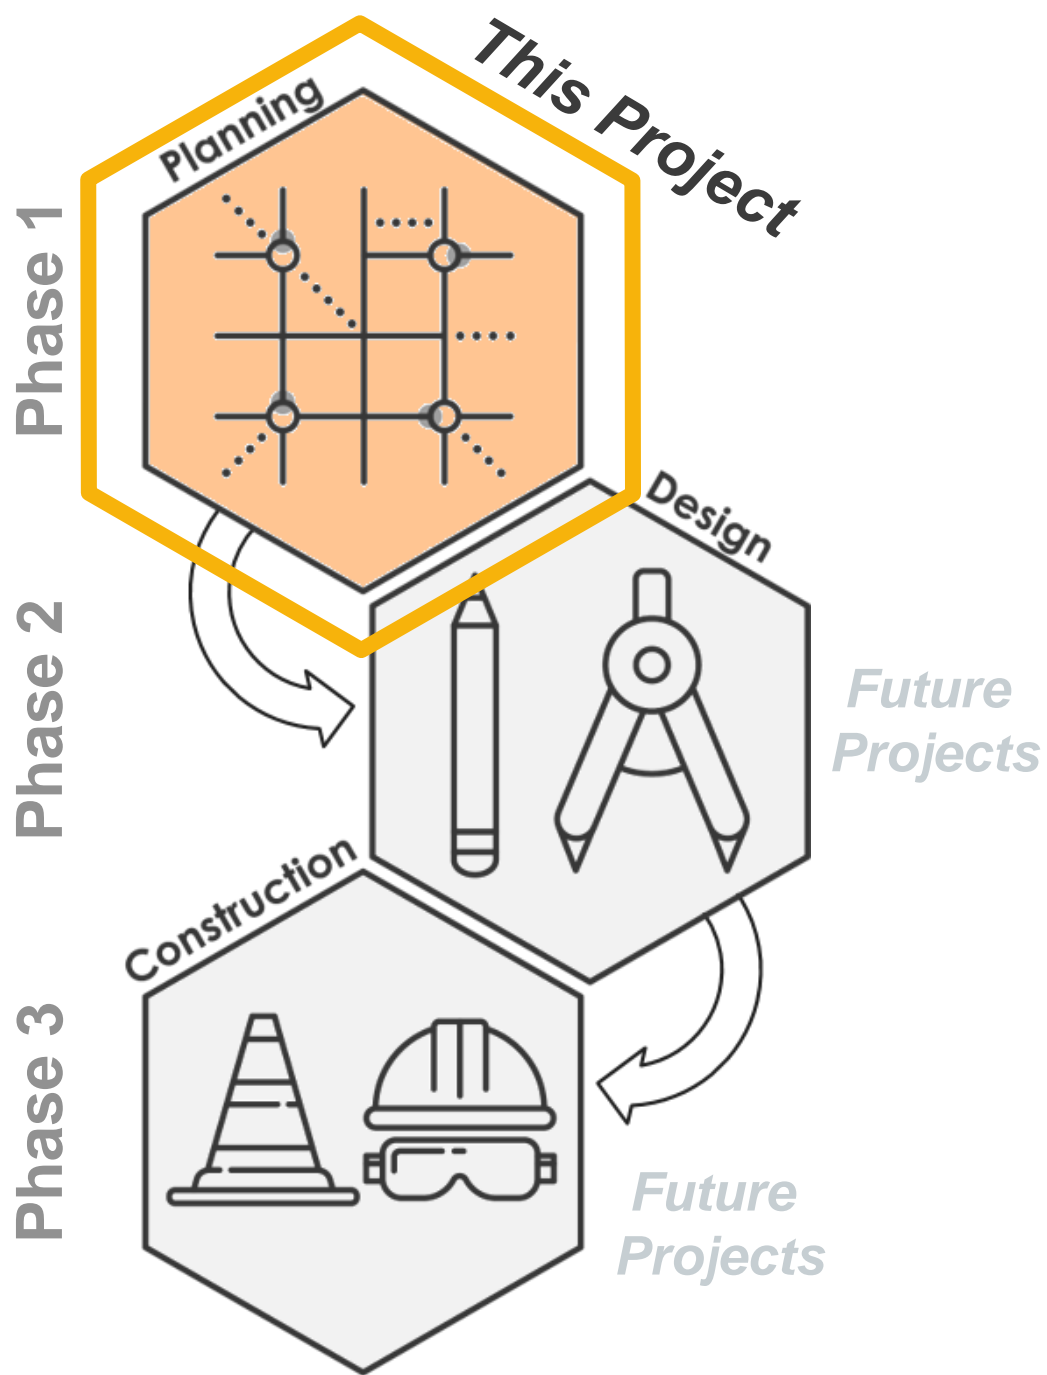 This Project
Planning
Phase 1
Design
Phase 2
Future
Projects
Construction
Phase 3
Future
Projects